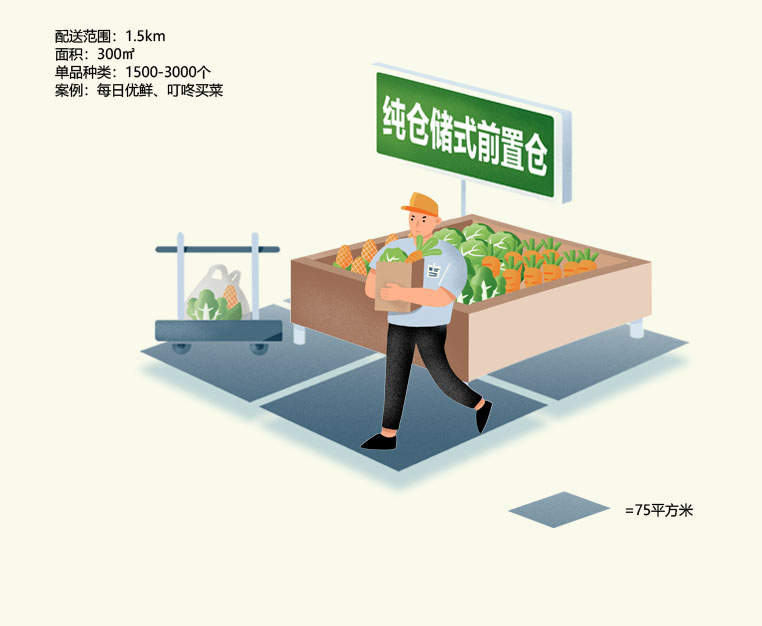 配送范围：1.5km
面积：300㎡
单品种类：1500-3000个
案例：每日优鲜、叮咚买菜
纯仓储式前置仓
=75平方米